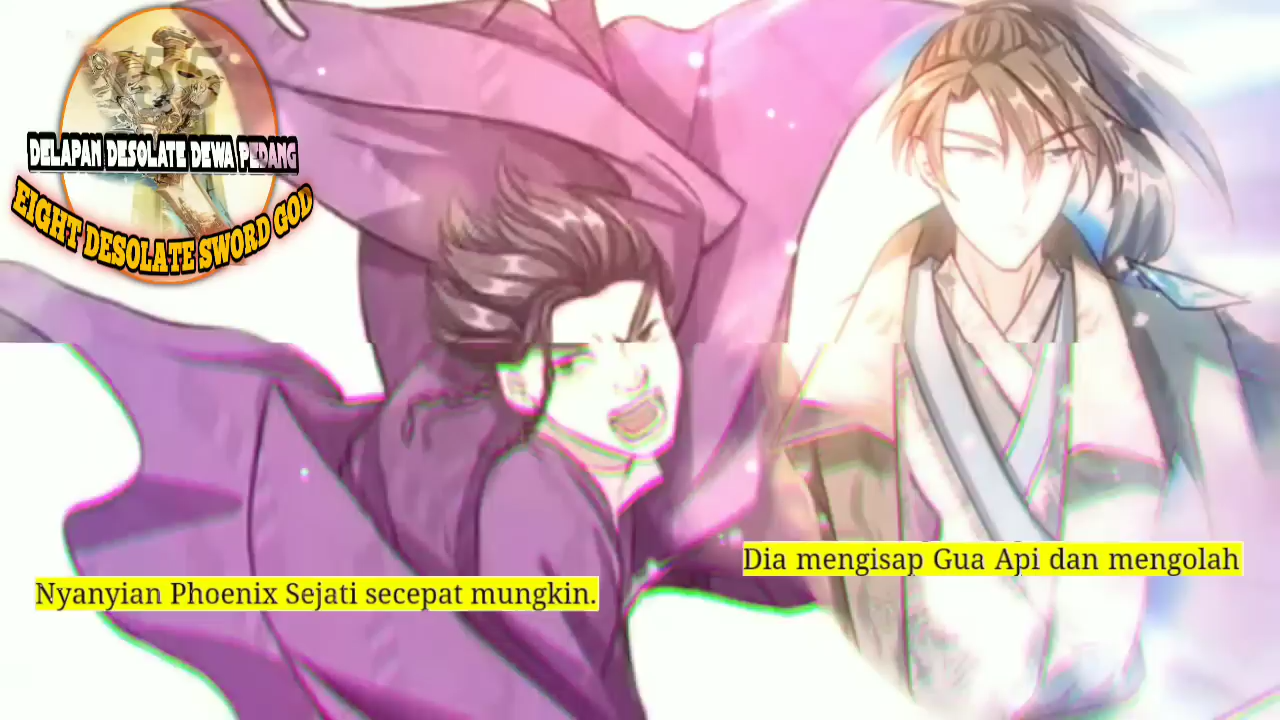 155
DELAPAN DESOLATE DEWA PEDANG
EIGHT DESOLATE SWORD GOD
Dia mengisap Gua Api dan mengolah
Nyanyian Phoenix Sejati secepat mungkin.